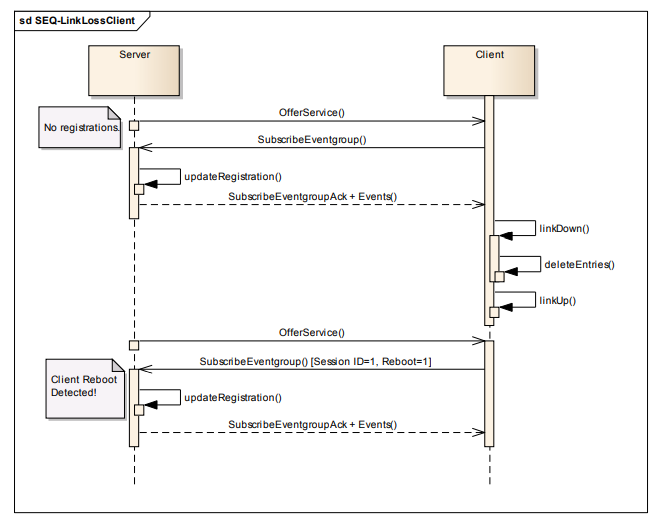 sd SEQ-LinkLossClient
Server
Client
OfferService()
No registrations.
SubscribeEventgroup()
updateRegistration()
SubscribeEventgroupAck + Events()
linkDown()
deleteEntries()
linkUp()
OfferService()
SubscribeEventgroup() [Session ID=1, Reboot=1]
Client Reboot
Detected!
updateRegistration()
SubscribeEventgroupAck + Events()